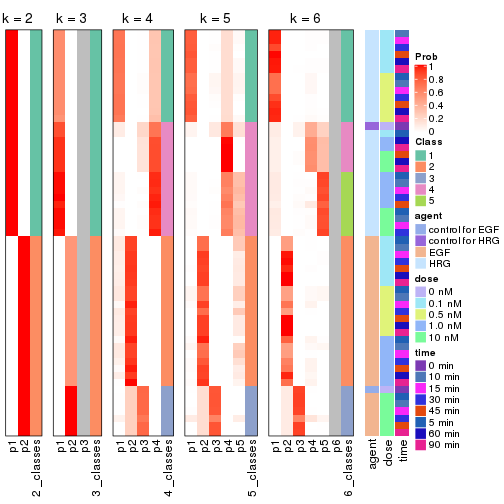 k = 2
k = 3
k = 4
k = 5
k = 6
Prob
1
0.8
0.6
0.4
0.2
0
Class
1
2
3
4
5
agent
control for EGF
control for HRG
EGF
HRG
dose
0 nM
0.1 nM
0.5 nM
1.0 nM
10 nM
time
0 min
10 min
15 min
30 min
45 min
5 min
60 min
90 min
p1
p2
2_classes
p1
p2
p3
3_classes
p1
p2
p3
p4
4_classes
p1
p2
p3
p4
p5
5_classes
p1
p2
p3
p4
p5
p6
6_classes
agent
dose
time